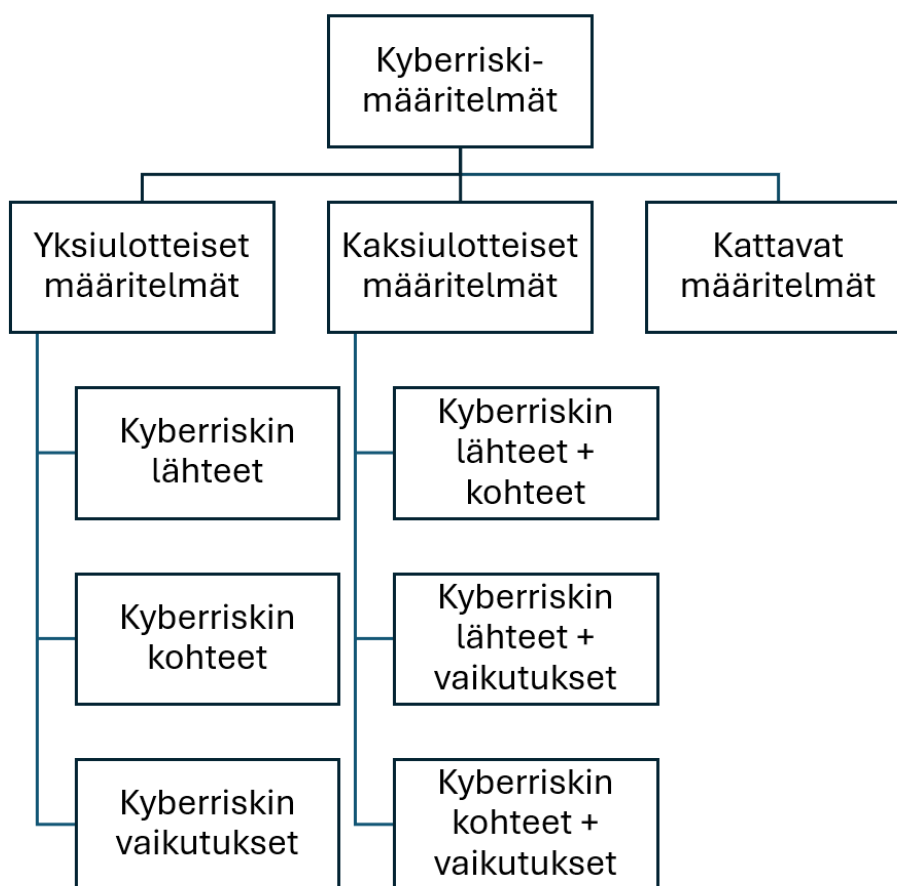 Kyberriski-
määritelmät
Yksiulotteiset
määritelmät
Kaksiulotteiset
määritelmät
Kattavat
määritelmät
Kyberriskin
lähteet
Kyberriskin
lähteet +
kohteet
Kyberriskin
kohteet
Kyberriskin
lähteet +
vaikutukset
Kyberriskin
vaikutukset
Kyberriskin
kohteet +
vaikutukset